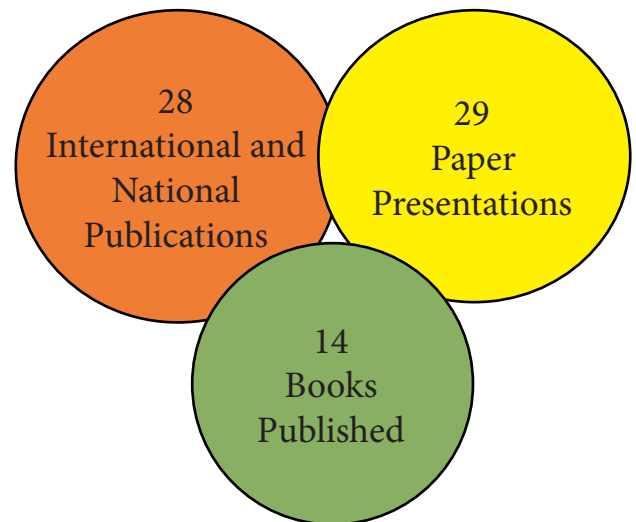 28
International and
National
Publications
29
Paper
Presentations
14
Books
Published